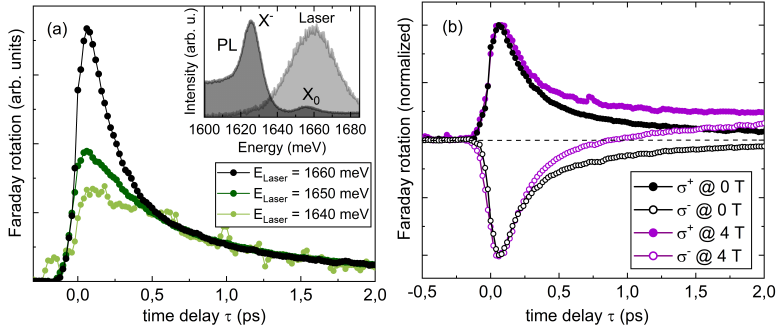 (a)
Faraday rotation (arb. units)
Intensity (arb. u.)
PL
X⁻
Laser
X₀
1600 1620 1640 1660 1680
Energy (meV)
E_Laser = 1660 meV
E_Laser = 1650 meV
E_Laser = 1640 meV
0,0 0,5 1,0 1,5 2,0
time delay τ (ps)
(b)
Faraday rotation (normalized)
σ⁺ @ 0 T
σ⁻ @ 0 T
σ⁺ @ 4 T
σ⁻ @ 4 T
-0,5 0,0 0,5 1,0 1,5 2,0
time delay τ (ps)